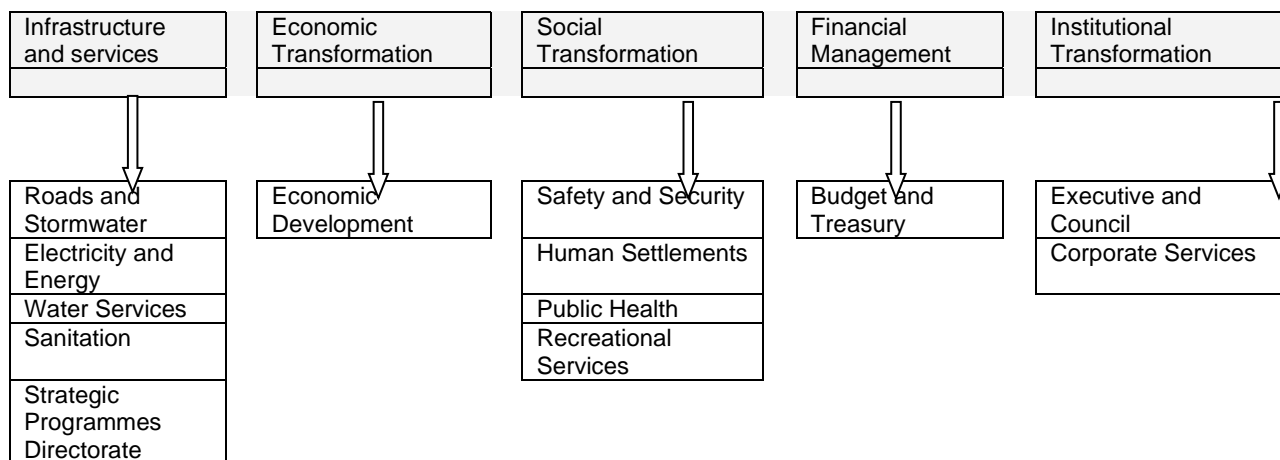 Infrastructure
and services
Economic
Transformation
Social
Transformation
Financial
Management
Institutional
Transformation
Roads and
Stormwater
Electricity and
Energy
Water Services
Sanitation
Strategic
Programmes
Directorate
Economic
Development
Safety and Security
Human Settlements
Public Health
Recreational
Services
Budget and
Treasury
Executive and
Council
Corporate Services